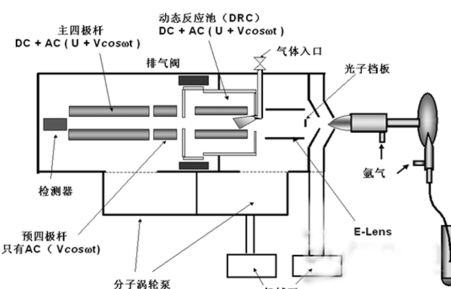 主四极杆
DC + AC ( U + Vcosωt )
动态反应池（DRC）
DC + AC ( U + Vcosωt )
排气阀
气体入口
光子档板
氩气
检测器
E-Lens
预四极杆
只有AC（ Vcosωt)
分子涡轮泵